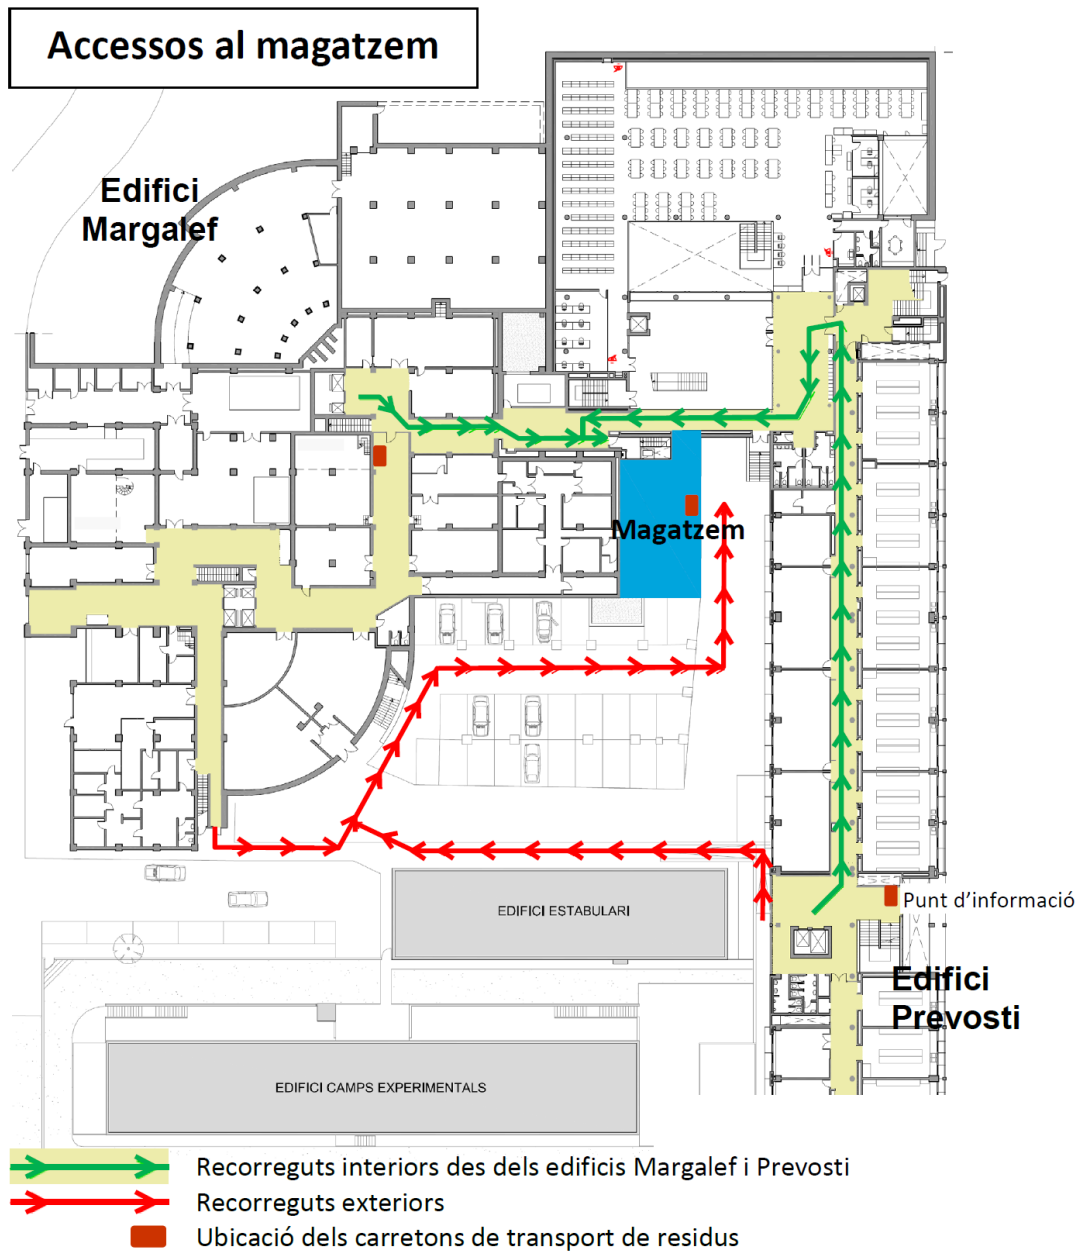 Accessos al magatzem
Edifici
Margalef
Magatzem
Punt d'informació
EDIFICI ESTABULARI
Edifici
Prevosti
EDIFICI CAMPS EXPERIMENTALS
Recorreguts interiors des dels edificis Margalef i Prevosti
Recorreguts exteriors
Ubicació dels carretons de transport de residus